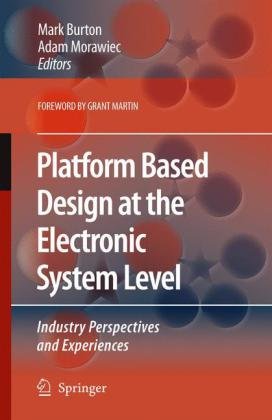 Mark Burton
Adam Morawiec
Editors
FOREWORD BY GRANT MARTIN
Platform Based
Design at the
Electronic
System Level
Industry Perspectives
and Experiences
Springer